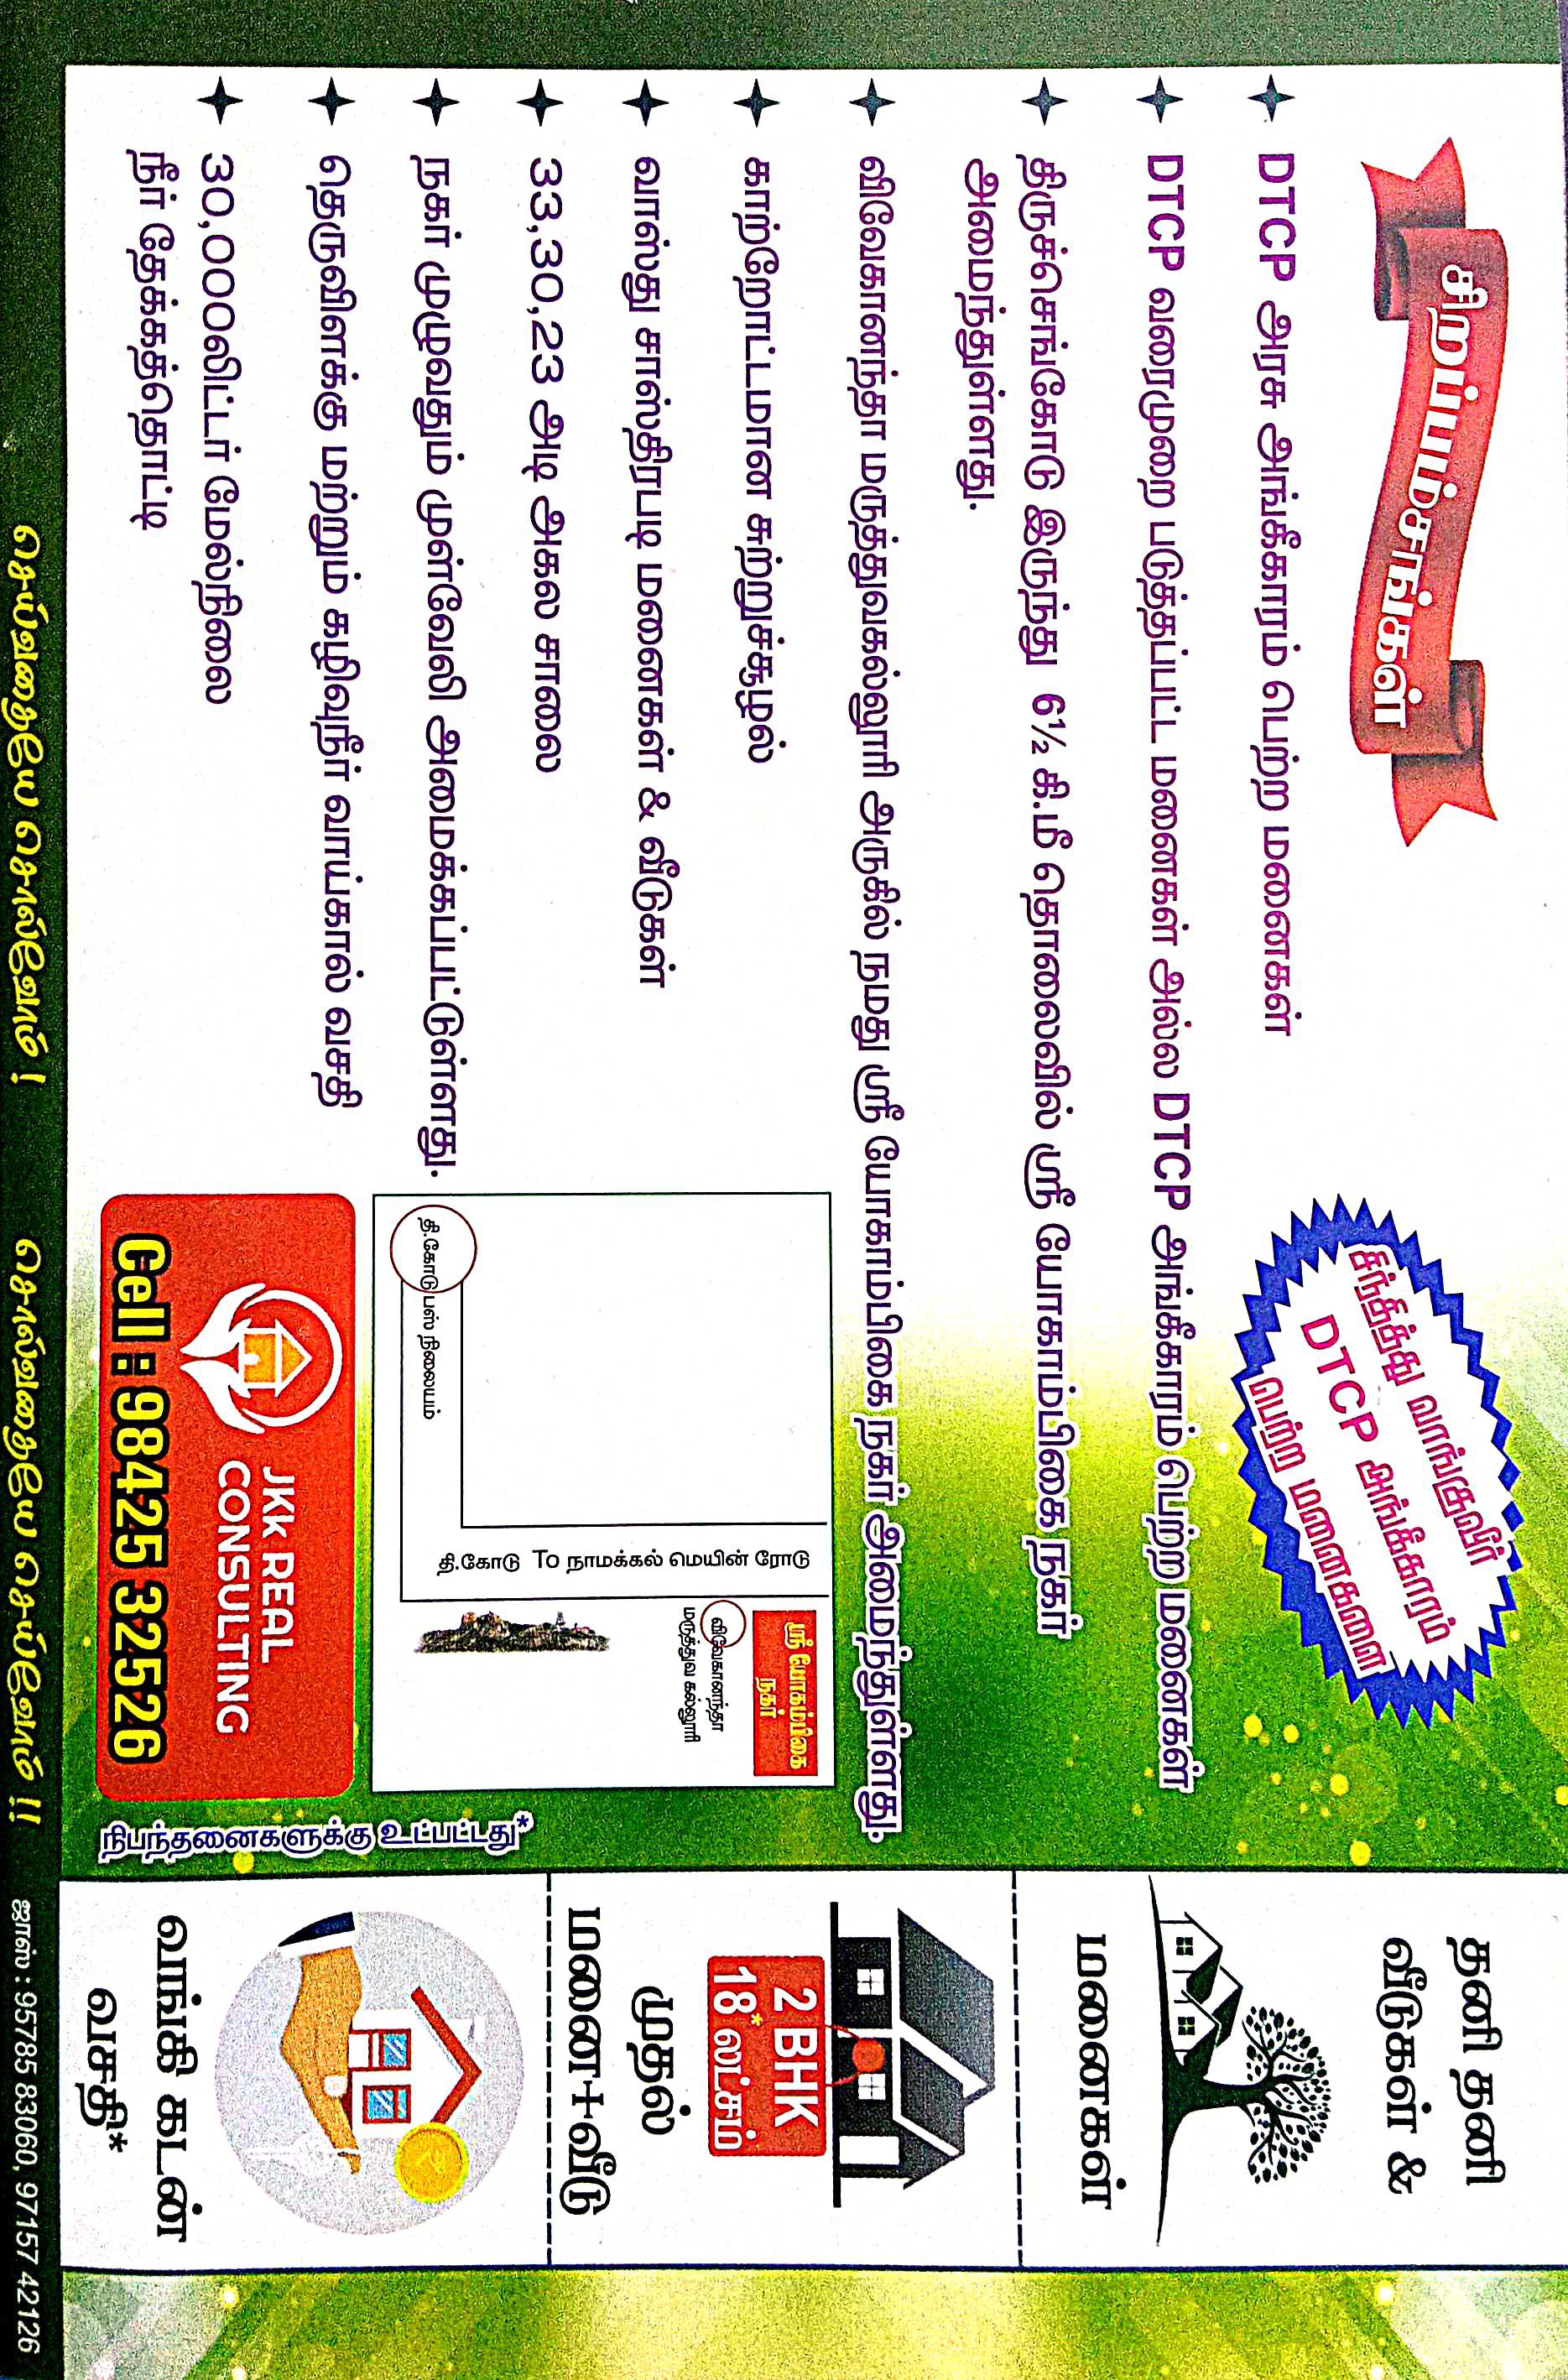 சிறப்பம்சங்கள்
சிந்தித்து வாங்குவீர்
DTCP அங்கீகாரம்
பெற்ற மனைகளை
DTCP அரசு அங்கீகாரம் பெற்ற மனைகள்
DTCP வரைமுறை படுத்தப்பட்ட மனைகள் அல்ல DTCP அங்கீகாரம் பெற்ற மனைகள்
திருச்செங்கோடு இருந்து 6½ கி.மீ தொலைவில் ஸ்ரீ யோகாம்பிகை நகர்
அமைந்துள்ளது.
விவேகானந்தா மருத்துவகல்லூரி அருகில் நமது ஸ்ரீ யோகாம்பிகை நகர் அமைந்துள்ளது.
காற்றோட்டமான சுற்றுச்சூழல்
வாஸ்து சாஸ்திரபடி மனைகள் & வீடுகள்
33,30,23 அடி அகல சாலை
நகர் முழுவதும் முள்வேலி அமைக்கப்பட்டுள்ளது.
தெருவிளக்கு மற்றும் கழிவுநீர் வாய்கால் வசதி
30,000லிட்டர் மேல்நிலை
நீர் தேக்கத்தொட்டி
ஸ்ரீ யோகம்பிகை
நகர்
விவேகானந்தா
மருத்துவ கல்லூரி
தி.கோடு To நாமக்கல் மெயின் ரோடு
தி.கோடு பஸ் நிலையம்
JKk REAL
CONSULTING
Cell : 98425 32526
நிபந்தனைகளுக்கு உட்பட்டது*
தனி தனி
வீடுகள் &
மனைகள்
2 BHK
18* லட்சம்
முதல்
மனை+வீடு
வங்கி கடன்
வசதி*
செய்வதையே சொல்வோம் ! சொல்வதையே செய்வோம் !!
ஜாஸ் : 95785 83060, 97157 42126